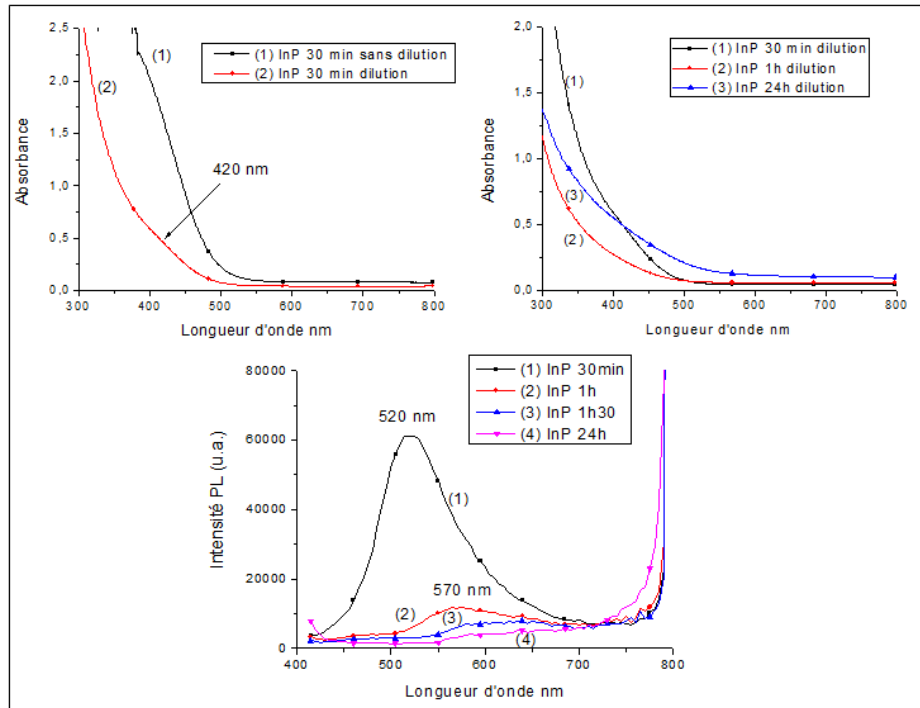 (1) InP 30 min sans dilution
(2) InP 30 min dilution
(1)
(2)
420 nm
Absorbance
2,5
2,0
1,5
1,0
0,5
0,0
300 400 500 600 700 800
Longueur d'onde nm
(1) InP 30 min dilution
(2) InP 1h dilution
(3) InP 24h dilution
(1)
(3)
(2)
Absorbance
2,0
1,5
1,0
0,5
0,0
300 400 500 600 700 800
Longueur d'onde nm
(1) InP 30min
(2) InP 1h
(3) InP 1h30
(4) InP 24h
520 nm
(1)
570 nm
(2)
(3)
(4)
Intensité PL (u.a.)
80000
60000
40000
20000
0
400 500 600 700 800
Longueur d'onde nm